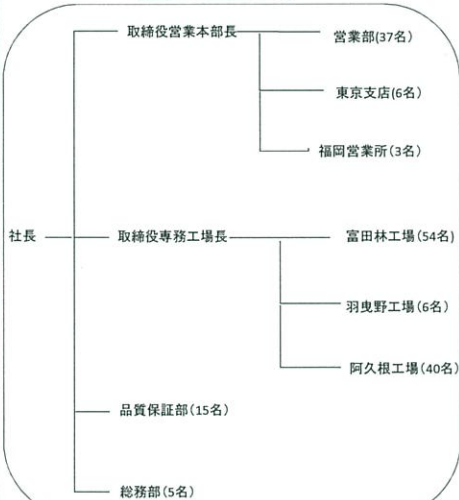 取締役営業本部長
営業部(37名)
東京支店(6名)
福岡営業所(3名)
社長
取締役専務工場長
富田林工場(54名)
羽曳野工場(6名)
阿久根工場(40名)
品質保証部(15名)
総務部(5名)